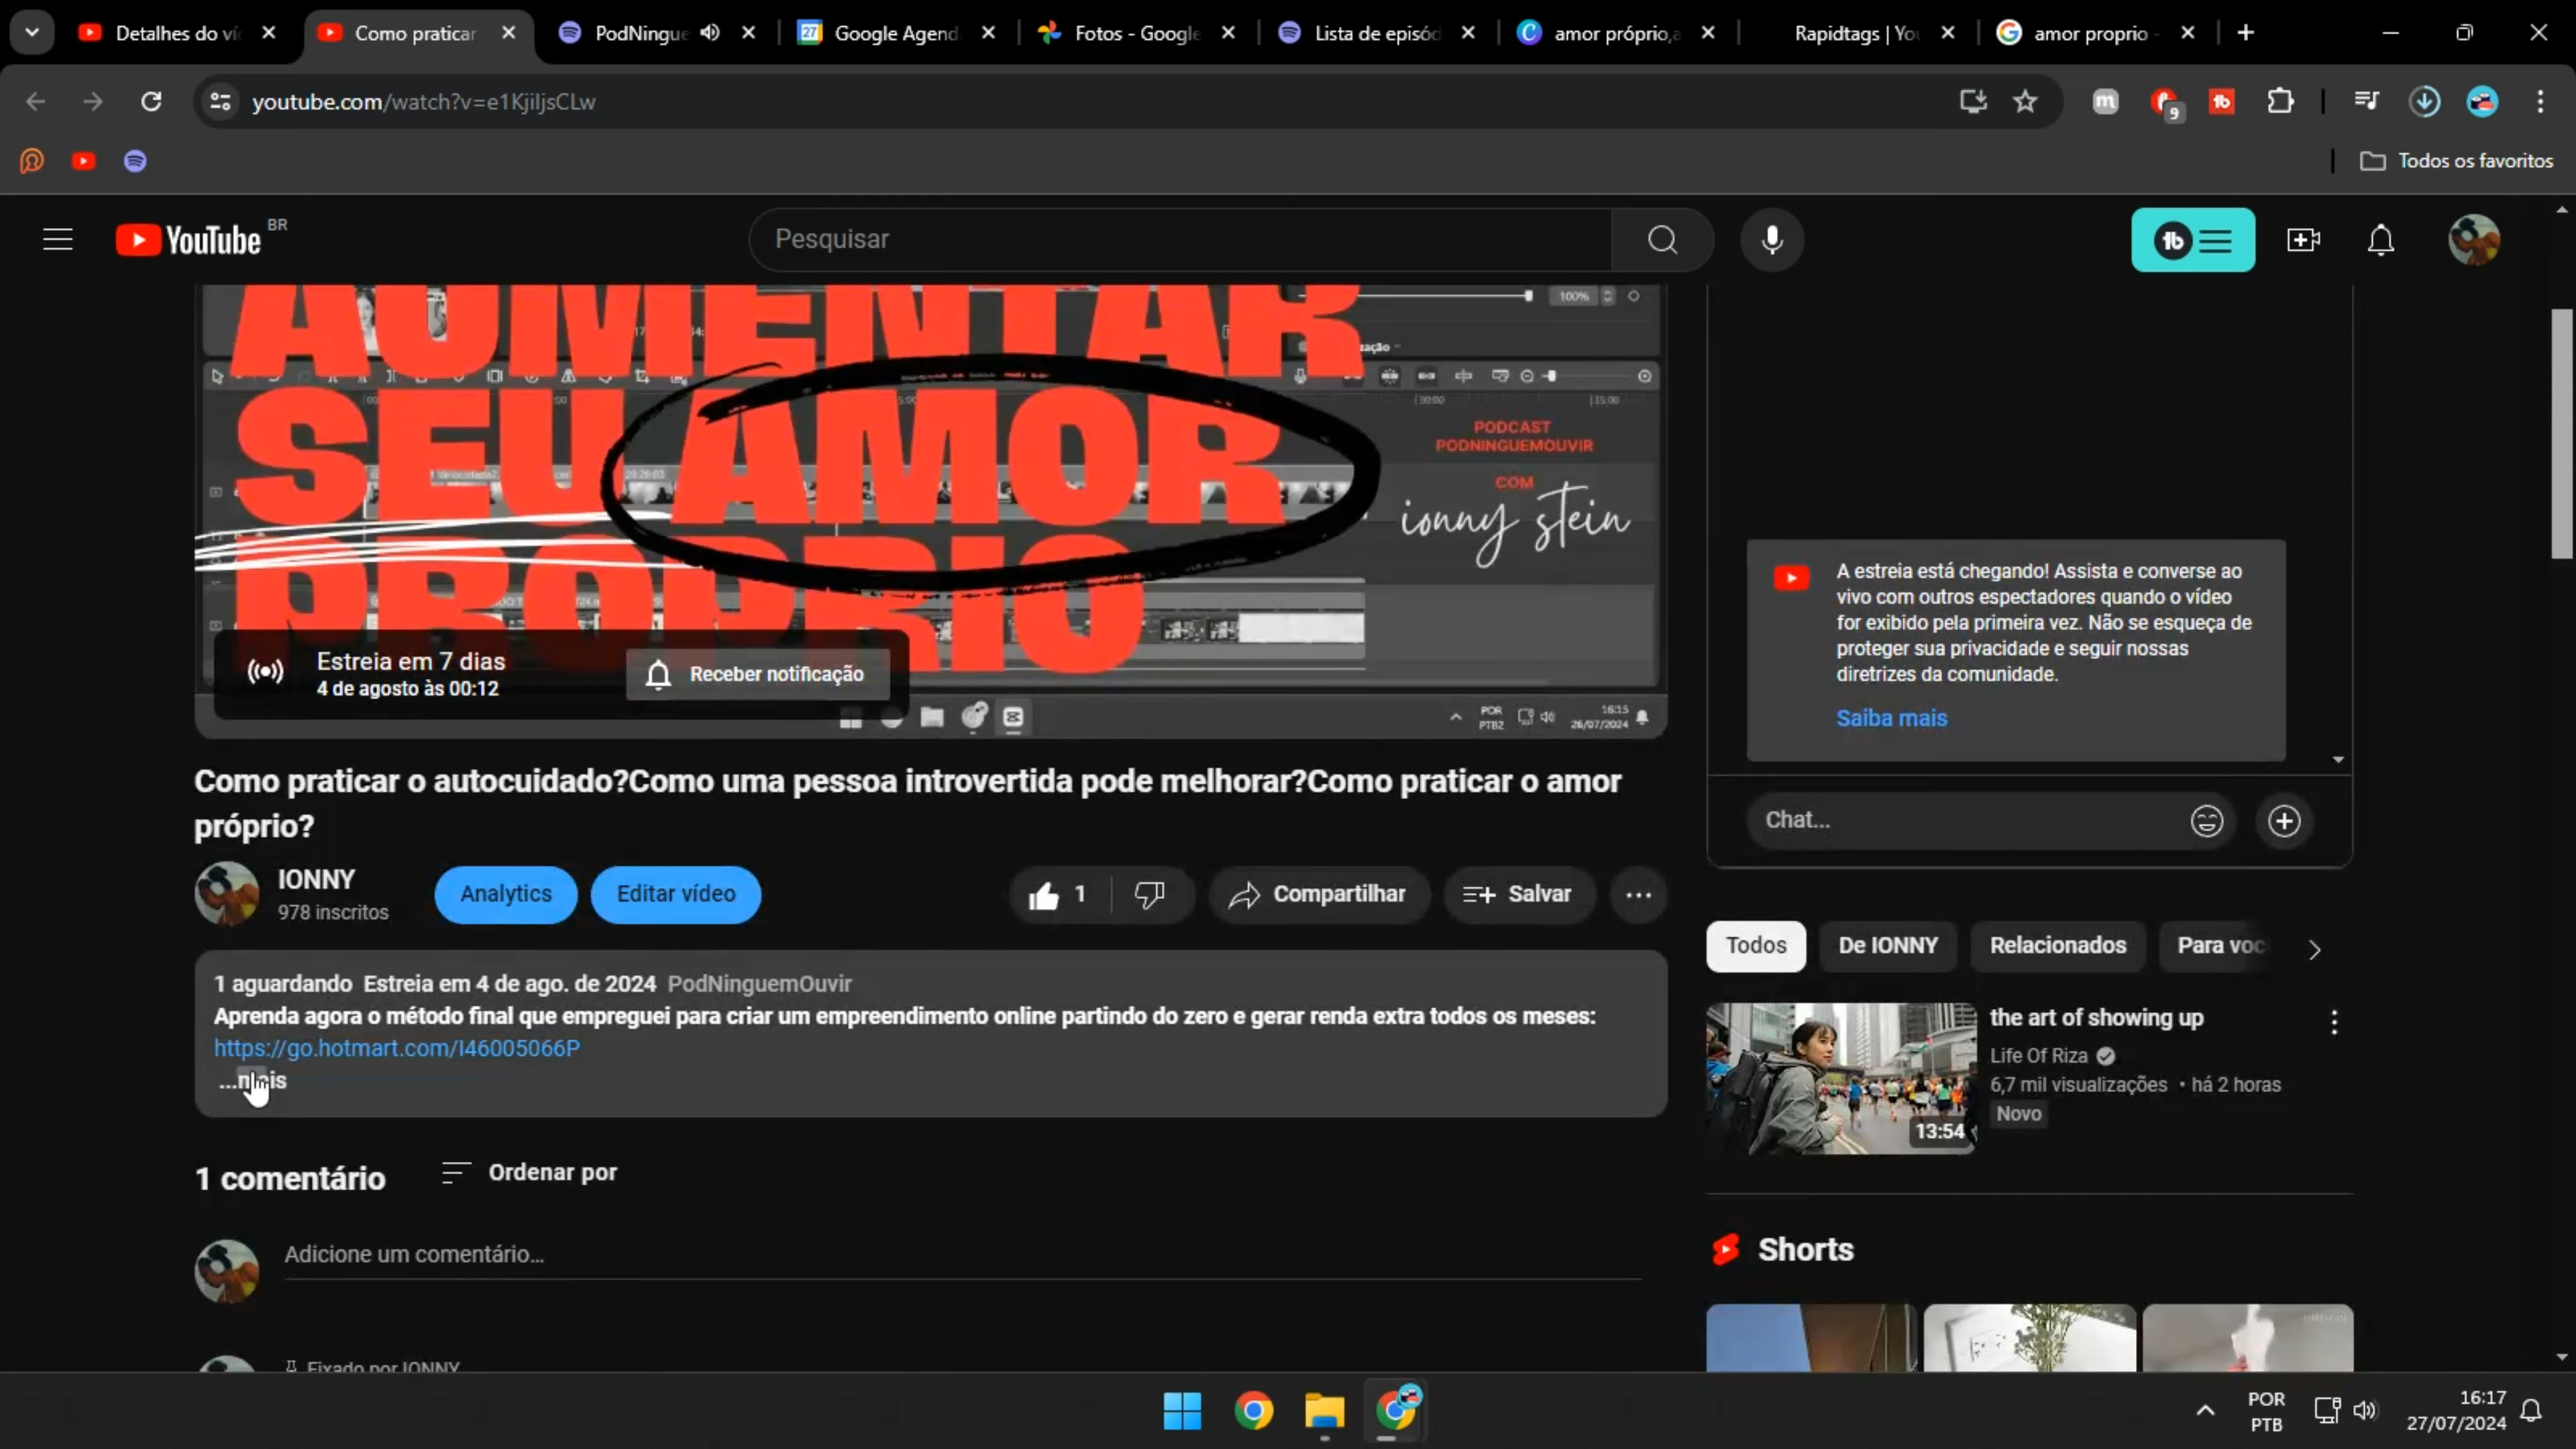 Detalhes do ví
Como praticar
PodNingue
Google Agend
Fotos - Google
Lista de episód
amor próprio,a
Rapidtags | You
amor proprio -
youtube.com/watch?v=e1KjiljsCLw
9
Todos os favoritos
YouTube BR
Pesquisar
AUMENTAR
SEU AMOR
PROPRIO
100%
PODCAST
PODNINGUEMOUVIR
COM
ionny stein
Estreia em 7 dias
4 de agosto às 00:12
Receber notificação
POR
PTB2
16:15
26/07/2024
A estreia está chegando! Assista e converse ao
vivo com outros espectadores quando o vídeo
for exibido pela primeira vez. Não se esqueça de
proteger sua privacidade e seguir nossas
diretrizes da comunidade.
Saiba mais
Chat...
Como praticar o autocuidado?Como uma pessoa introvertida pode melhorar?Como praticar o amor
próprio?
IONNY
978 inscritos
Analytics
Editar vídeo
1
Compartilhar
Salvar
1 aguardando Estreia em 4 de ago. de 2024 PodNinguemOuvir
Aprenda agora o método final que empreguei para criar um empreendimento online partindo do zero e gerar renda extra todos os meses:
https://go.hotmart.com/I46005066P
...mais
1 comentário
Ordenar por
Adicione um comentário...
Fixado por IONNY
Todos
De IONNY
Relacionados
Para voc
the art of showing up
Life Of Riza
6,7 mil visualizações • há 2 horas
Novo
13:54
Shorts
POR
PTB
16:17
27/07/2024